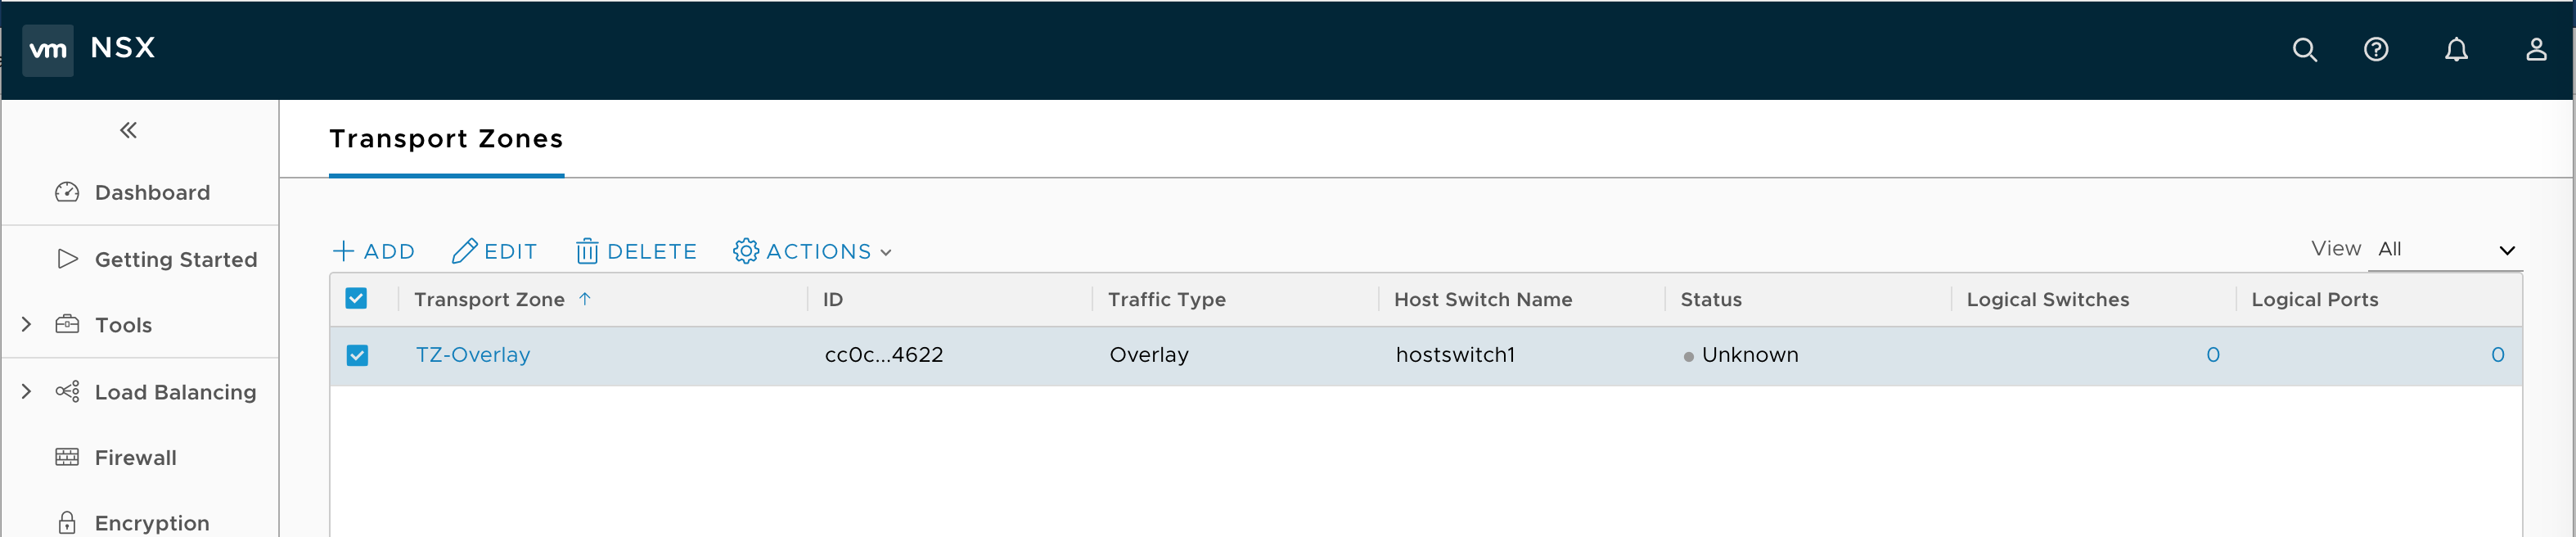 vm NSX
Transport Zones
Dashboard
Getting Started
Tools
Load Balancing
Firewall
Encryption
ADD EDIT DELETE ACTIONS View All
Transport Zone ID Traffic Type Host Switch Name Status Logical Switches Logical Ports
TZ-Overlay cc0c...4622 Overlay hostswitch1 Unknown 0 0